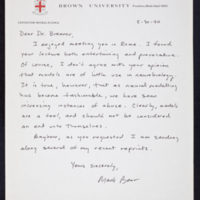 BROWN UNIVERSITY
5-30-90
Dear Dr. Brenner,
I enjoyed meeting you in Rome. I found
your lecture both entertaining and provocative.
Of course, I don't agree with your opinion
that models are of little use in neurobiology.
It is true, however, that as neural modeling
has become fashionable, we have seen
increasing instances of abuse. Clearly, models
are a tool, and should not be considered
an end unto themselves.
Anyhow, as you requested I am sending
along several of my recent reprints.
Yours sincerely,
Mark Bear